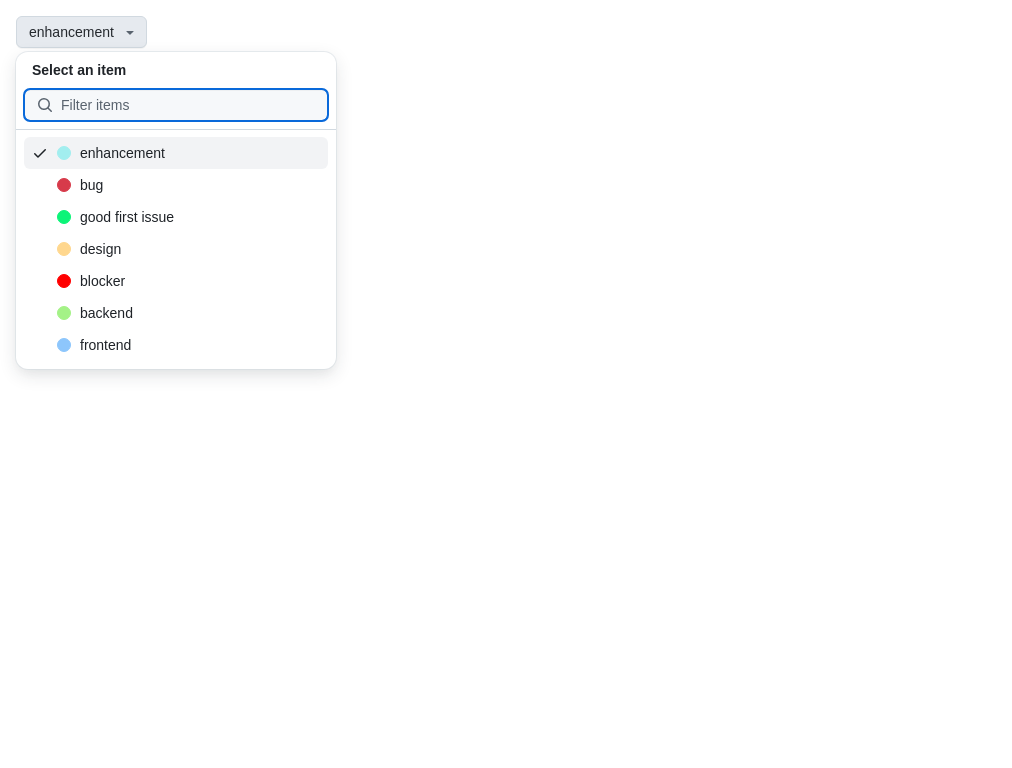 enhancement
Select an item
Filter items
enhancement
bug
good first issue
design
blocker
backend
frontend